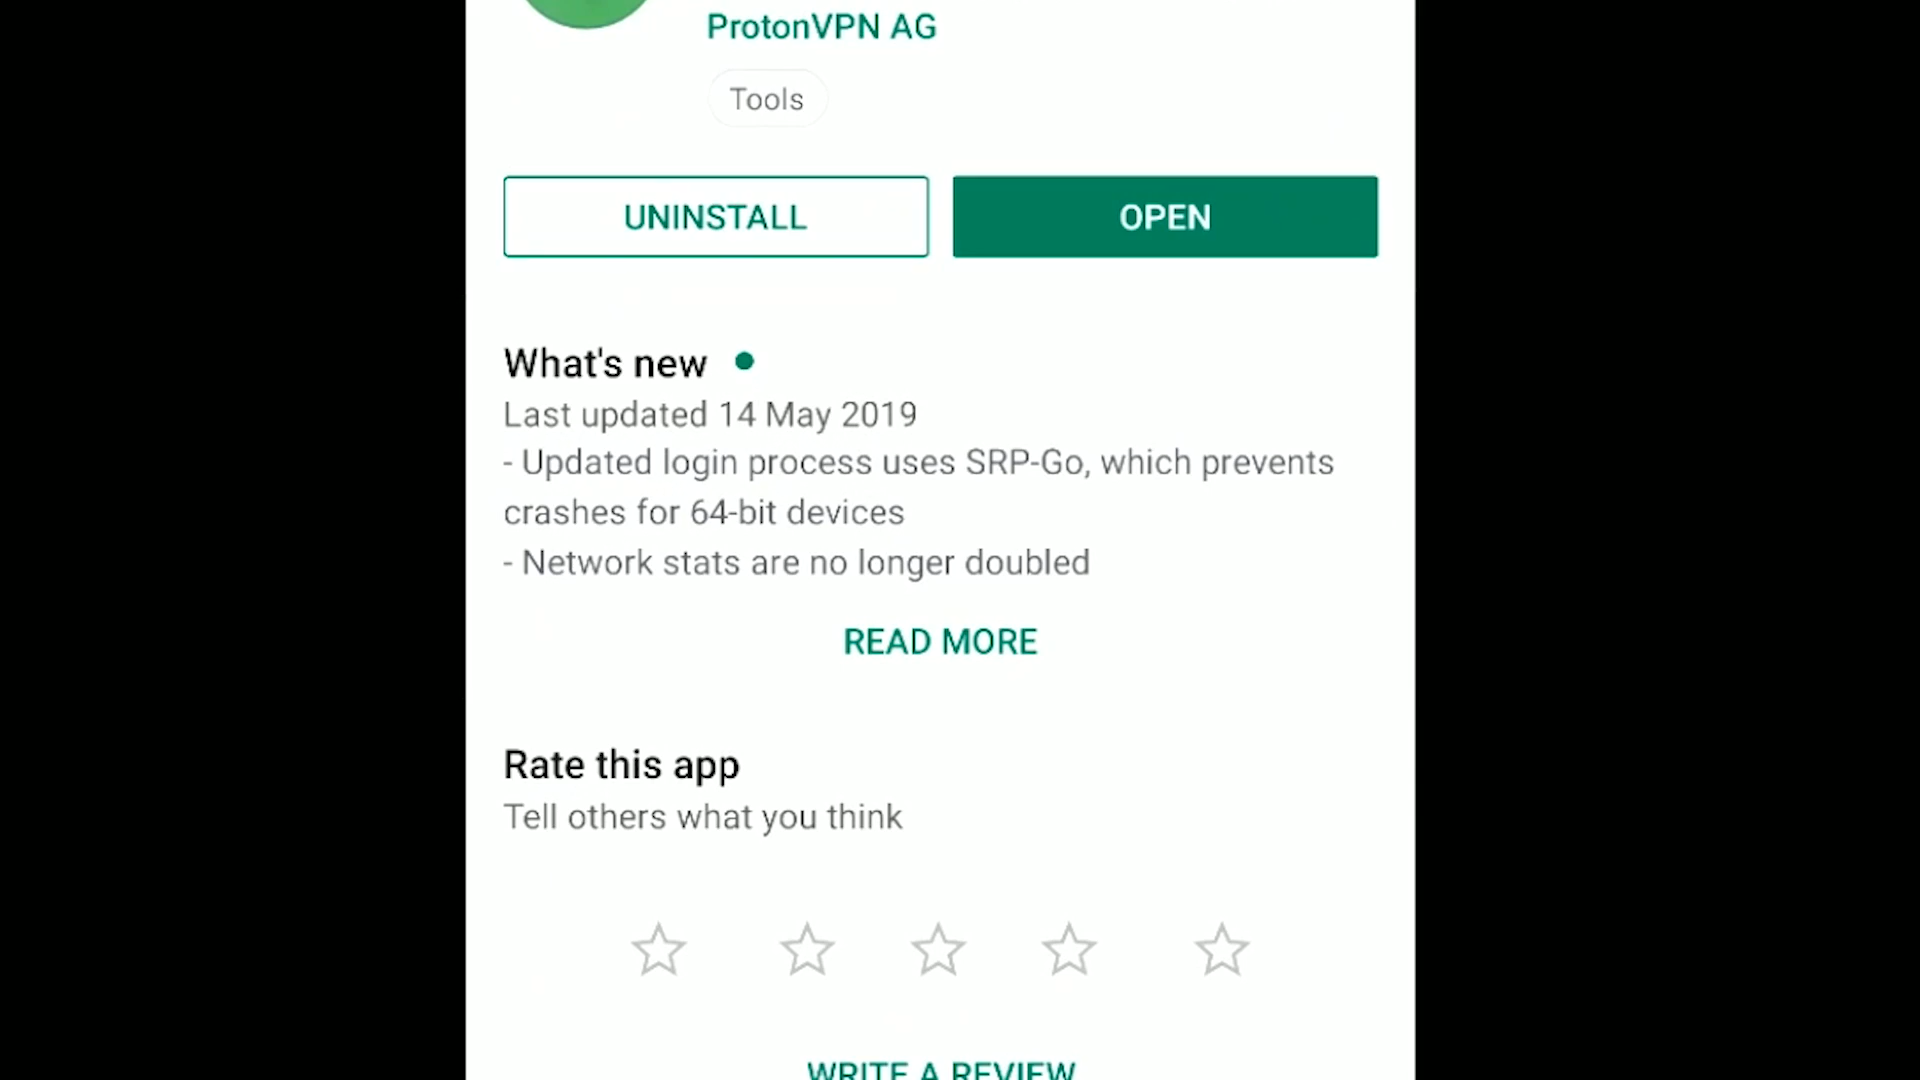 ProtonVPN AG
Tools
UNINSTALL
OPEN
What's new
Last updated 14 May 2019
- Updated login process uses SRP-Go, which prevents
crashes for 64-bit devices
- Network stats are no longer doubled
READ MORE
Rate this app
Tell others what you think
WRITE A REVIEW